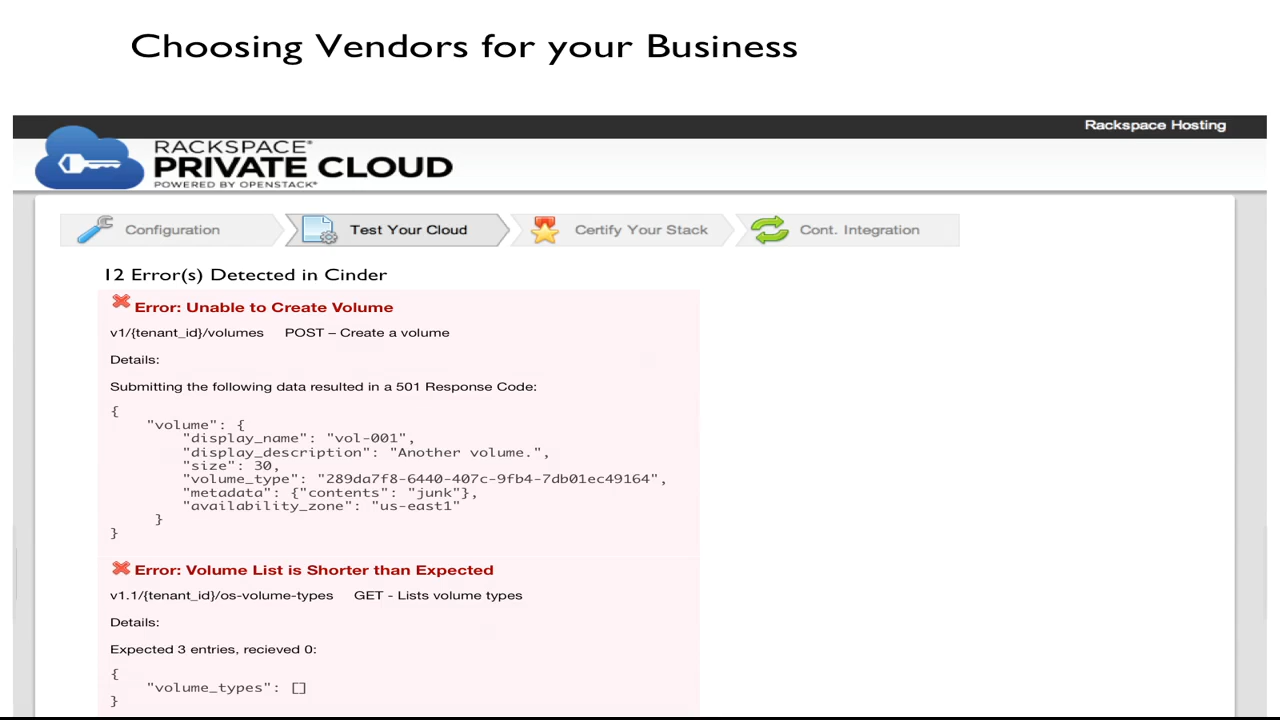 Choosing Vendors for your Business
Rackspace Hosting
RACKSPACE®
PRIVATE CLOUD
POWERED BY OPENSTACK®
Configuration
Test Your Cloud
Certify Your Stack
Cont. Integration
12 Error(s) Detected in Cinder
Error: Unable to Create Volume
v1/{tenant_id}/volumes POST – Create a volume
Details:
Submitting the following data resulted in a 501 Response Code:
{
"volume": {
"display_name": "vol-001",
"display_description": "Another volume.",
"size": 30,
"volume_type": "289da7f8-6440-407c-9fb4-7db01ec49164",
"metadata": {"contents": "junk"},
"availability_zone": "us-east1"
}
}
Error: Volume List is Shorter than Expected
v1.1/{tenant_id}/os-volume-types GET - Lists volume types
Details:
Expected 3 entries, recieved 0:
{
"volume_types": []
}